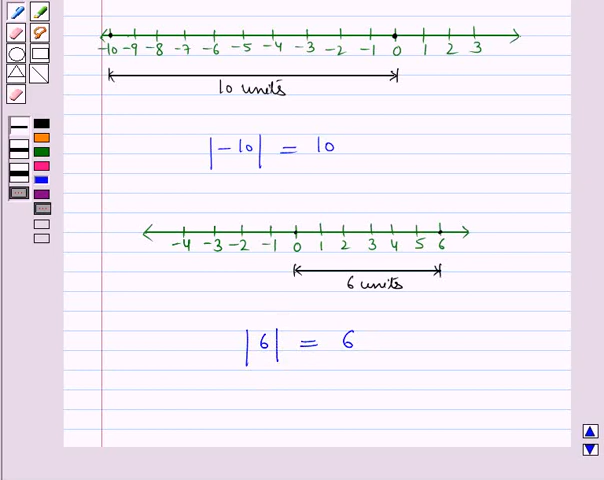 -10 -9 -8 -7 -6 -5 -4 -3 -2 -1 0 1 2 3
10 units
|-10| = 10
-4 -3 -2 -1 0 1 2 3 4 5 6
6 units
|6| = 6